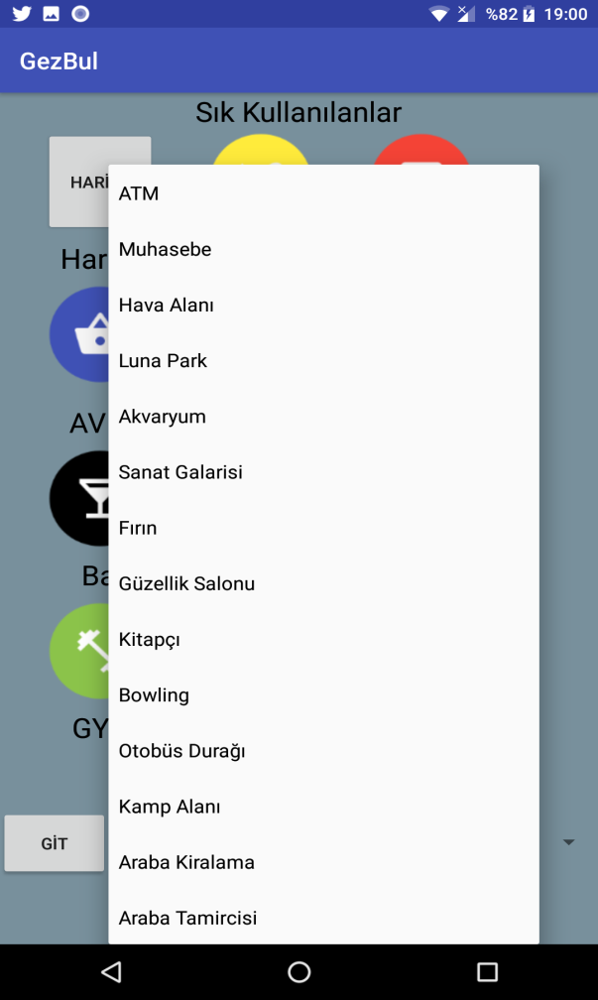 %82 19:00
GezBul
Sık Kullanılanlar
HARİ
Har
AV
Ba
GY
ATM
Muhasebe
Hava Alanı
Luna Park
Akvaryum
Sanat Galarisi
Fırın
Güzellik Salonu
Kitapçı
Bowling
Otobüs Durağı
Kamp Alanı
Araba Kiralama
Araba Tamircisi
GİT